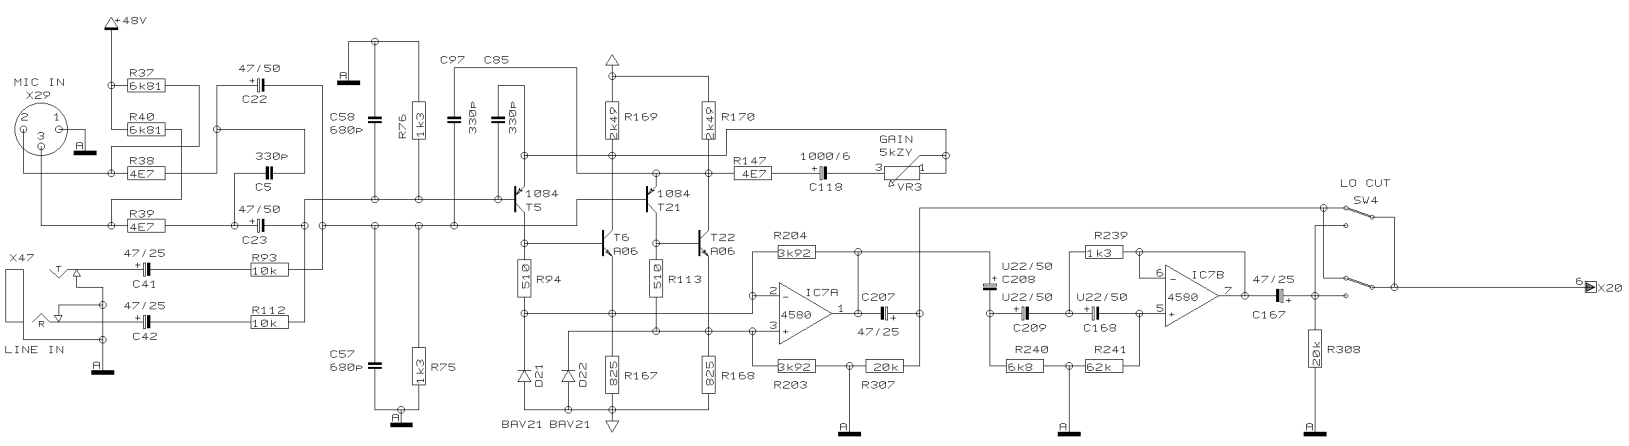 +48V
MIC IN
X29
2
1
3
A
R37
6k81
R40
6k81
R38
4E7
R39
4E7
47/50
+
C22
330p
C5
47/50
+
C23
X47
T
R
LINE IN
A
47/25
+
C41
47/25
+
C42
R93
10k
R112
10k
A
C58
680p
R76
1k3
C57
680p
R75
1k3
A
C97
330p
C85
330p
1084
T5
1084
T21
R169
2k49
R170
2k49
T6
A06
T22
A06
R94
510
R113
510
D21
D22
BAV21
BAV21
R167
825
R168
825
R147
4E7
1000/6
+
C118
GAIN
5kZY
3
1
VR3
R204
3k92
2
-
3
+
IC7A
4580
1
R203
3k92
C207
47/25
+
R307
20k
A
+
U22/50
C208
U22/50
+
C209
U22/50
+
C168
R240
6k8
R241
62k
A
R239
1k3
6
-
5
+
IC7B
4580
7
47/25
+
C167
R308
20k
A
LO CUT
SW4
6
X20